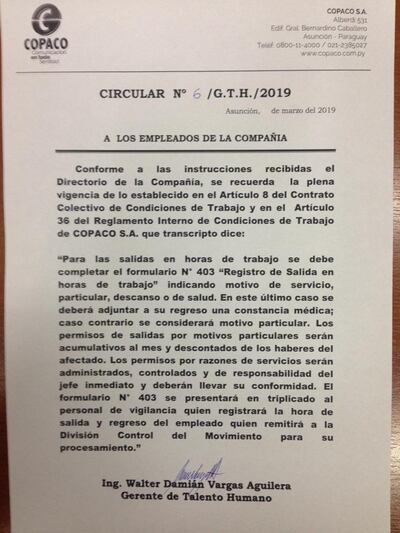 COPACO S.A.
Alberdi 531
Edif. Gral. Bernardino Caballero
Asunción - Paraguay
Teléf: 0800-11-4000 / 021-2385027
www.copaco.com.py
COPACO
Comunicación
en todo
Sentido
CIRCULAR Nº 6 /G.T.H./2019
Asunción, de marzo del 2019
A LOS EMPLEADOS DE LA COMPAÑIA
Conforme a las instrucciones recibidas el
Directorio de la Compañía, se recuerda la plena
vigencia de lo establecido en el Artículo 8 del Contrato
Colectivo de Condiciones de Trabajo y en el Artículo
36 del Reglamento Interno de Condiciones de Trabajo
de COPACO S.A. que transcripto dice:
“Para las salidas en horas de trabajo se debe
completar el formulario N° 403 “Registro de Salida en
horas de trabajo” indicando motivo de servicio,
particular, descanso o de salud. En este último caso se
deberá adjuntar a su regreso una constancia médica;
caso contrario se considerará motivo particular. Los
permisos de salidas por motivos particulares serán
acumulativos al mes y descontados de los haberes del
afectado. Los permisos por razones de servicios serán
administrados, controlados y de responsabilidad del
jefe inmediato y deberán llevar su conformidad. El
formulario N° 403 se presentará en triplicado al
personal de vigilancia quien registrará la hora de
salida y regreso del empleado quien remitirá a la
División Control del Movimiento para su
procesamiento.”
Ing. Walter Damián Vargas Aguilera
Gerente de Talento Humano